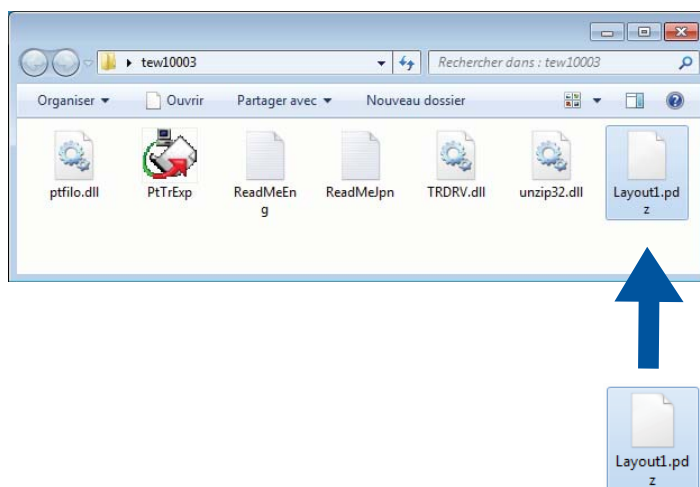 tew10003
Rechercher dans : tew10003
Organiser
Ouvrir
Partager avec
Nouveau dossier
ptfilo.dll
PtTrExp
ReadMeEn
g
ReadMeJpn
TRDRV.dll
unzip32.dll
Layout1.pd
z
Layout1.pd
z